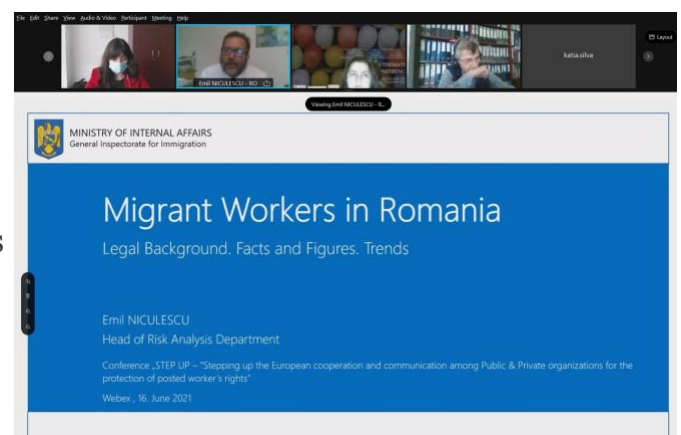 File Edit Share View Audio & Video Participant Meeting Help
Layout
Emil NICULESCU - RO
katia.silva
Viewing Emil NICULESCU - R...
MINISTRY OF INTERNAL AFFAIRS
General Inspectorate for Immigration
Migrant Workers in Romania
Legal Background. Facts and Figures. Trends
s
Emil NICULESCU
Head of Risk Analysis Department
Conference „STEP UP – "Stepping up the European cooperation and communication among Public & Private organizations for the
protection of posted worker's rights"
Webex , 16. June 2021